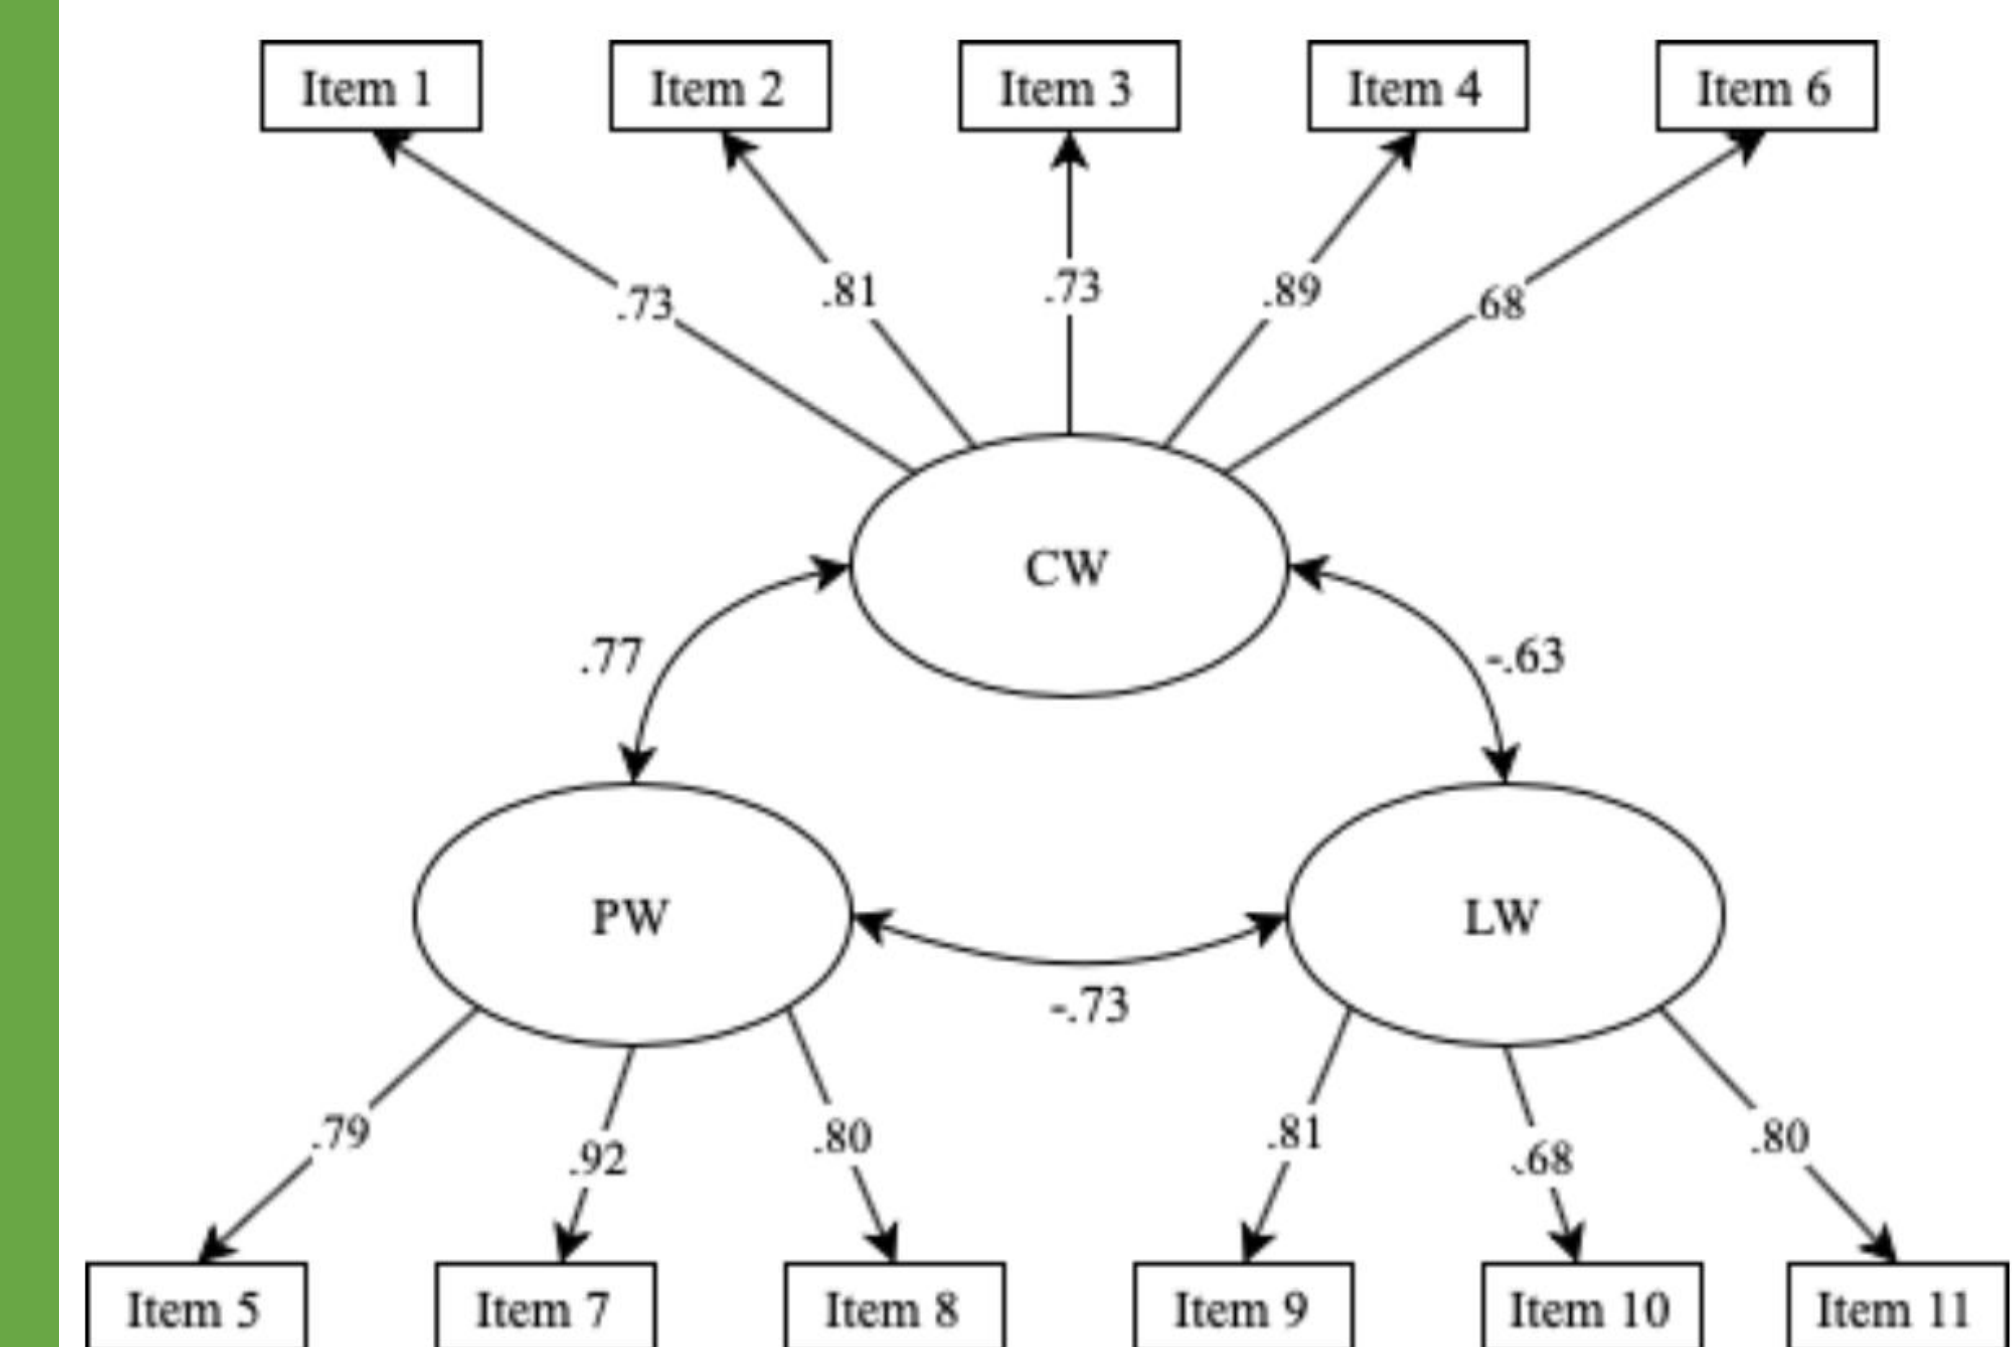 Item 1 Item 2 Item 3 Item 4 Item 6
.73 .81 .73 .89 .68
CW
.77 -.63
PW LW
-.73
.79 .92 .80 .81 .68 .80
Item 5 Item 7 Item 8 Item 9 Item 10 Item 11